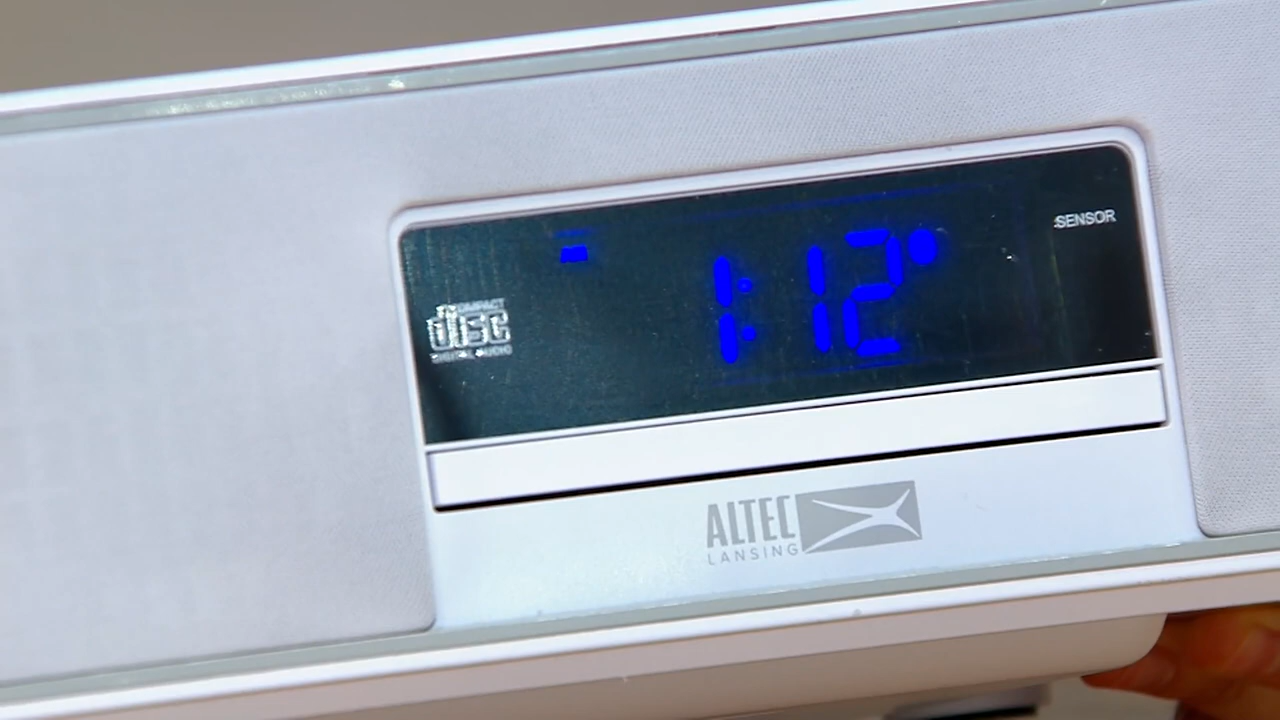 SENSOR
1:12
COMPACT
disc
DIGITAL AUDIO
ALTEC
LANSING